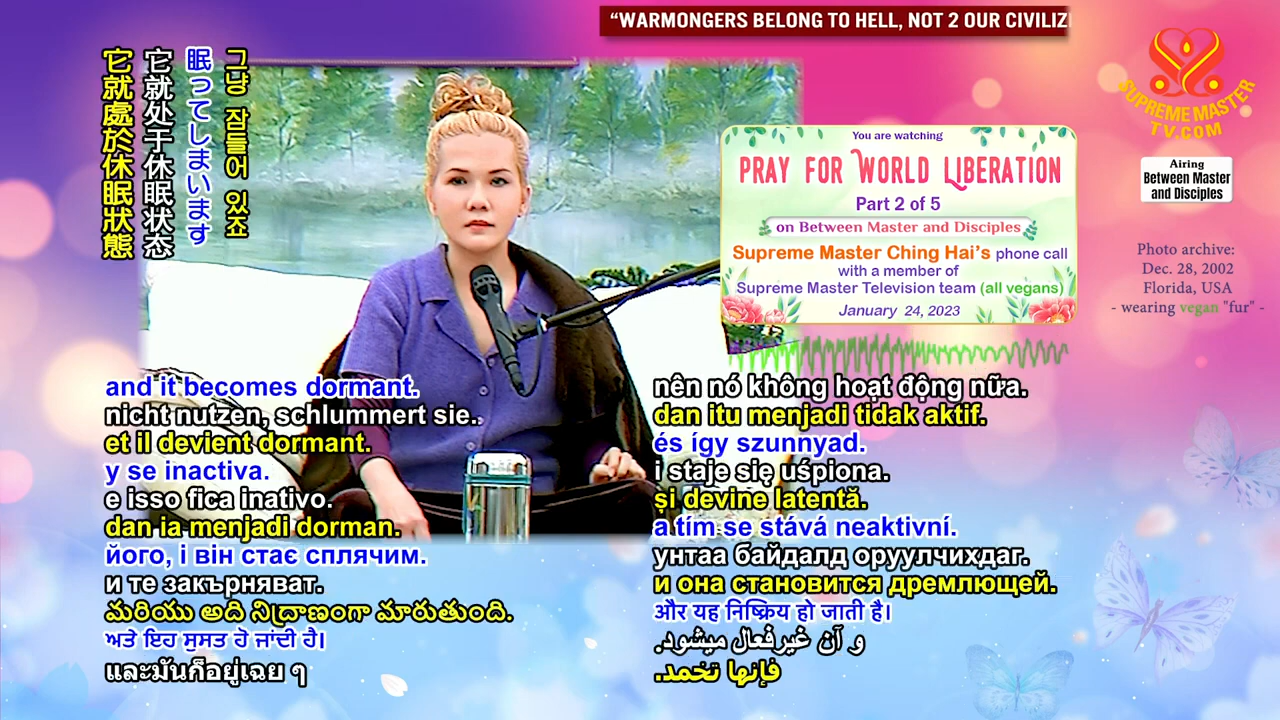 “WARMONGERS BELONG TO HELL, NOT 2 OUR
SUPREME MASTER
TV.COM
Airing
Between Master
and Disciples
Photo archive:
Dec. 28, 2002
Florida, USA
- wearing vegan "fur" -
You are watching
PRAY FOR WORLD LIBERATION
Part 2 of 5
on Between Master and Disciples
Supreme Master Ching Hai’s phone call
with a member of
Supreme Master Television team (all vegans)
January 24, 2023
그냥 잠들어 있죠
眠ってしまいます
它就处于休眠状态
它就處於休眠狀態
and it becomes dormant.
nicht nutzen, schlummert sie.
et il devient dormant.
y se inactiva.
e isso fica inativo.
dan ia menjadi dorman.
його, і він стає сплячим.
и те закърняват.
మరియు అది నిద్రాణంగా మారుతుంది.
ਅਤੇ ਇਹ ਸੁਸਤ ਹੋ ਜਾਂਦੀ ਹੈ।
และมันก็อยู่เฉย ๆ
nên nó không hoạt động nữa.
dan itu menjadi tidak aktif.
és így szunnyad.
i staje się uśpiona.
și devine latentă.
a tím se stává neaktivní.
унтаа байдалд оруулчихдаг.
и она становится дремлющей.
और यह निष्क्रिय हो जाती है।
و آن غیرفعال میشود.
فإنها تخمد.